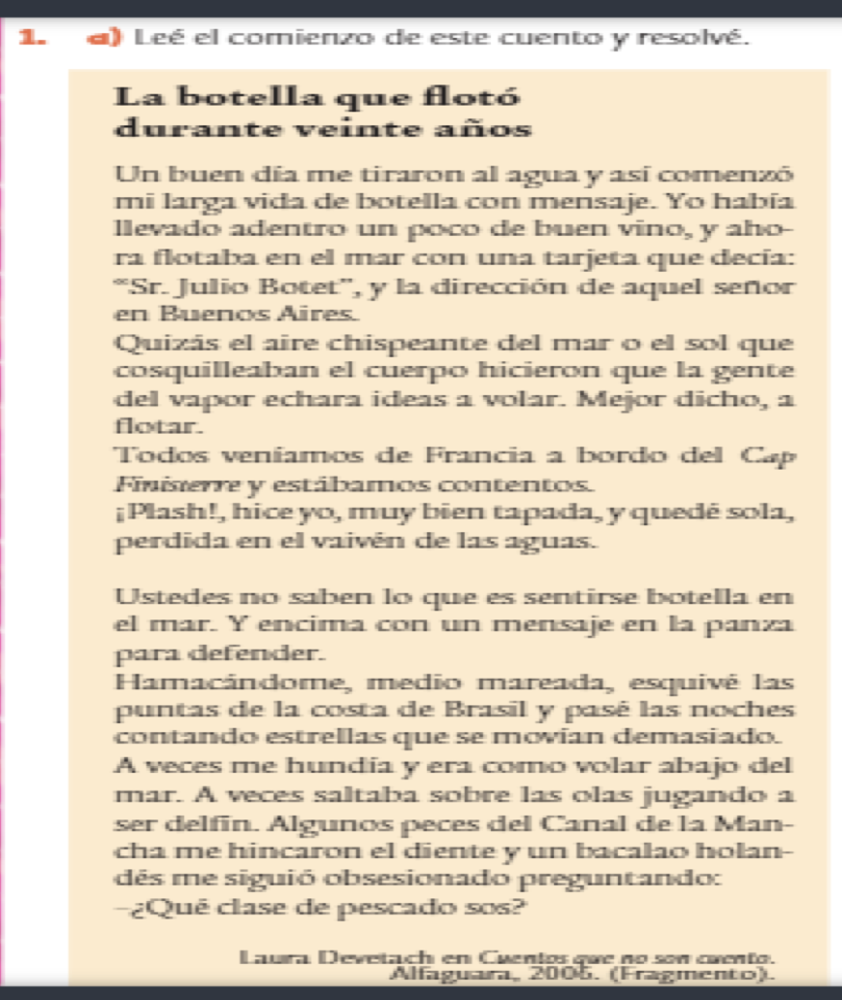 1. a) Leé el comienzo de este cuento y resolvé.
La botella que flotó
durante veinte años
Un buen día me tiraron al agua y así comenzó
mi larga vida de botella con mensaje. Yo había
llevado adentro un poco de buen vino, y aho-
ra flotaba en el mar con una tarjeta que decía:
“Sr. Julio Botet”, y la dirección de aquel señor
en Buenos Aires.
Quizás el aire chispeante del mar o el sol que
cosquilleaban el cuerpo hicieron que la gente
del vapor echara ideas a volar. Mejor dicho, a
flotar.
Todos veníamos de Francia a bordo del Cap
Finisterre y estábamos contentos.
¡Plash!, hice yo, muy bien tapada, y quedé sola,
perdida en el vaivén de las aguas.
Ustedes no saben lo que es sentirse botella en
el mar. Y encima con un mensaje en la panza
para defender.
Hamacándome, medio mareada, esquivé las
puntas de la costa de Brasil y pasé las noches
contando estrellas que se movían demasiado.
A veces me hundía y era como volar abajo del
mar. A veces saltaba sobre las olas jugando a
ser delfín. Algunos peces del Canal de la Man-
cha me hincaron el diente y un bacalao holan-
dés me siguió obsesionado preguntando:
–¿Qué clase de pescado sos?
Laura Devetach en Cuentos que no son cuento.
Alfaguara, 2006. (Fragmento).